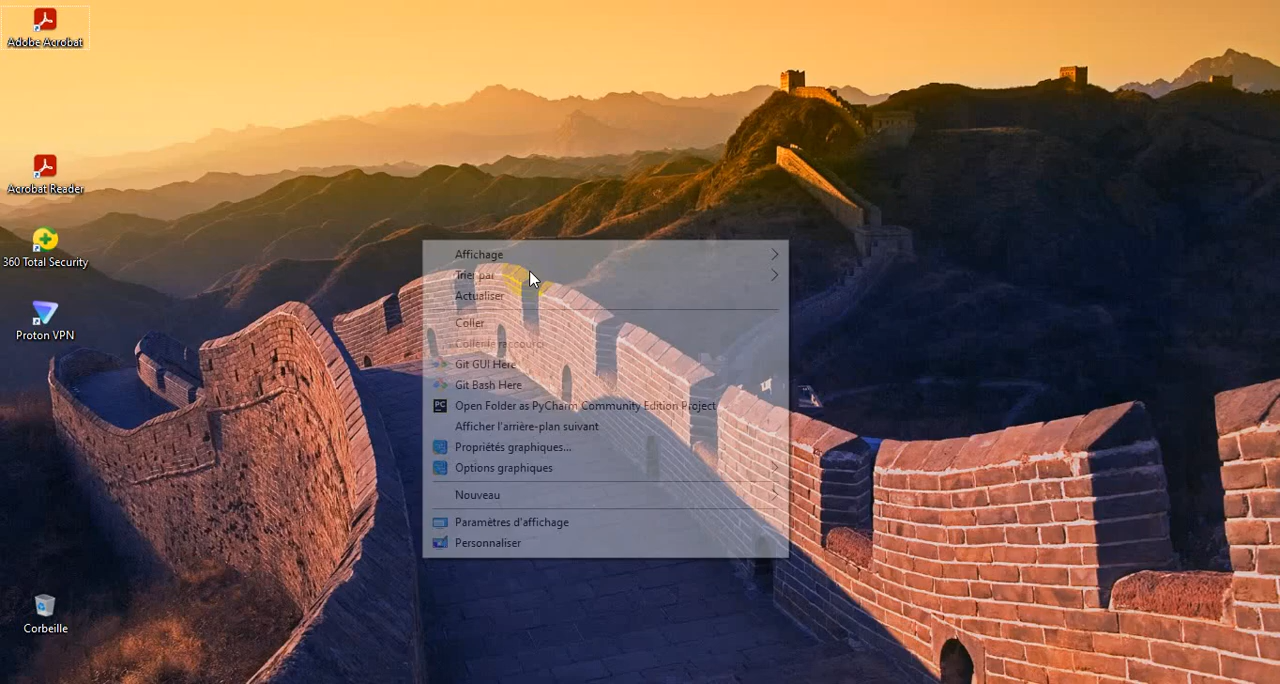 Adobe Acrobat
Acrobat Reader
360 Total Security
Proton VPN
Corbeille
Affichage
Trier par
Actualiser
Coller
Coller le raccourci
Git GUI Here
Git Bash Here
PC Open Folder as PyCharm Community Edition Project
Afficher l'arrière-plan suivant
Propriétés graphiques...
Options graphiques
Nouveau
Paramètres d'affichage
Personnaliser